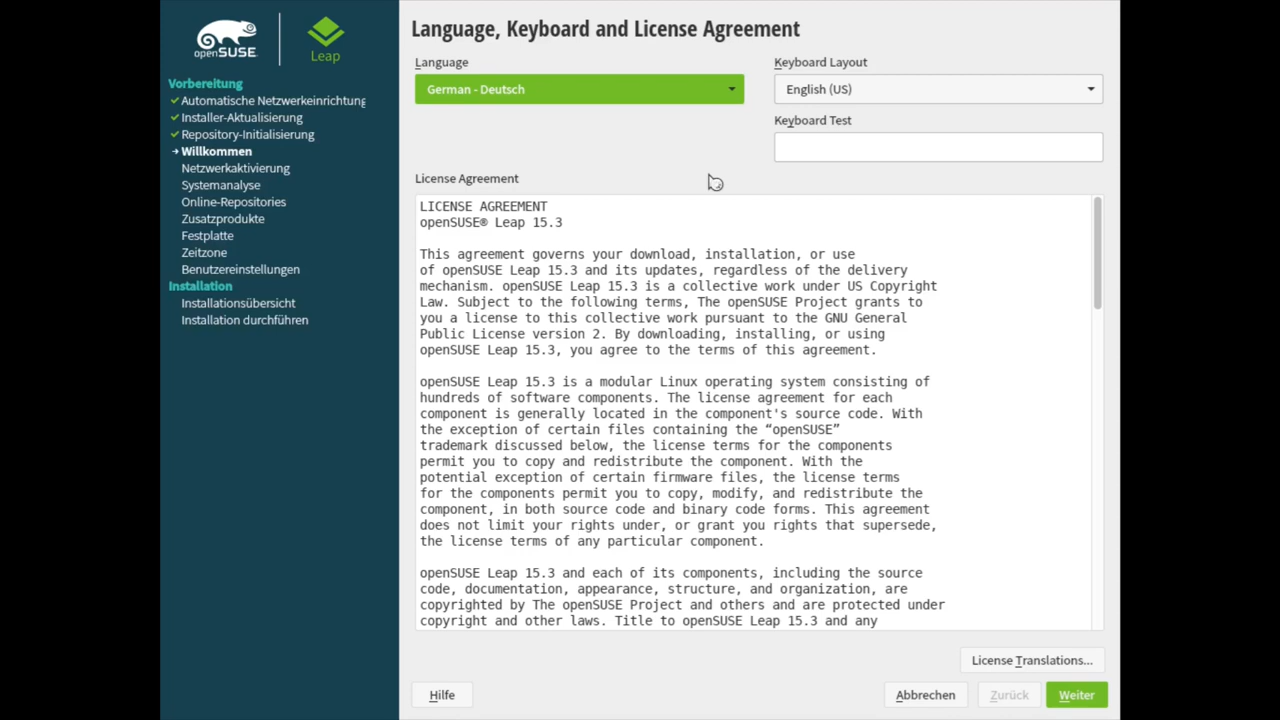 openSUSE.
Leap
Vorbereitung
Automatische Netzwerkeinrichtung
Installer-Aktualisierung
Repository-Initialisierung
Willkommen
Netzwerkaktivierung
Systemanalyse
Online-Repositories
Zusatzprodukte
Festplatte
Zeitzone
Benutzereinstellungen
Installation
Installationsübersicht
Installation durchführen
Language, Keyboard and License Agreement
Language
German - Deutsch
Keyboard Layout
English (US)
Keyboard Test
License Agreement
LICENSE AGREEMENT
openSUSE® Leap 15.3
This agreement governs your download, installation, or use
of openSUSE Leap 15.3 and its updates, regardless of the delivery
mechanism. openSUSE Leap 15.3 is a collective work under US Copyright
Law. Subject to the following terms, The openSUSE Project grants to
you a license to this collective work pursuant to the GNU General
Public License version 2. By downloading, installing, or using
openSUSE Leap 15.3, you agree to the terms of this agreement.
openSUSE Leap 15.3 is a modular Linux operating system consisting of
hundreds of software components. The license agreement for each
component is generally located in the component's source code. With
the exception of certain files containing the “openSUSE”
trademark discussed below, the license terms for the components
permit you to copy and redistribute the component. With the
potential exception of certain firmware files, the license terms
for the components permit you to copy, modify, and redistribute the
component, in both source code and binary code forms. This agreement
does not limit your rights under, or grant you rights that supersede,
the license terms of any particular component.
openSUSE Leap 15.3 and each of its components, including the source
code, documentation, appearance, structure, and organization, are
copyrighted by The openSUSE Project and others and are protected under
copyright and other laws. Title to openSUSE Leap 15.3 and any
License Translations...
Hilfe
Abbrechen
Zurück
Weiter